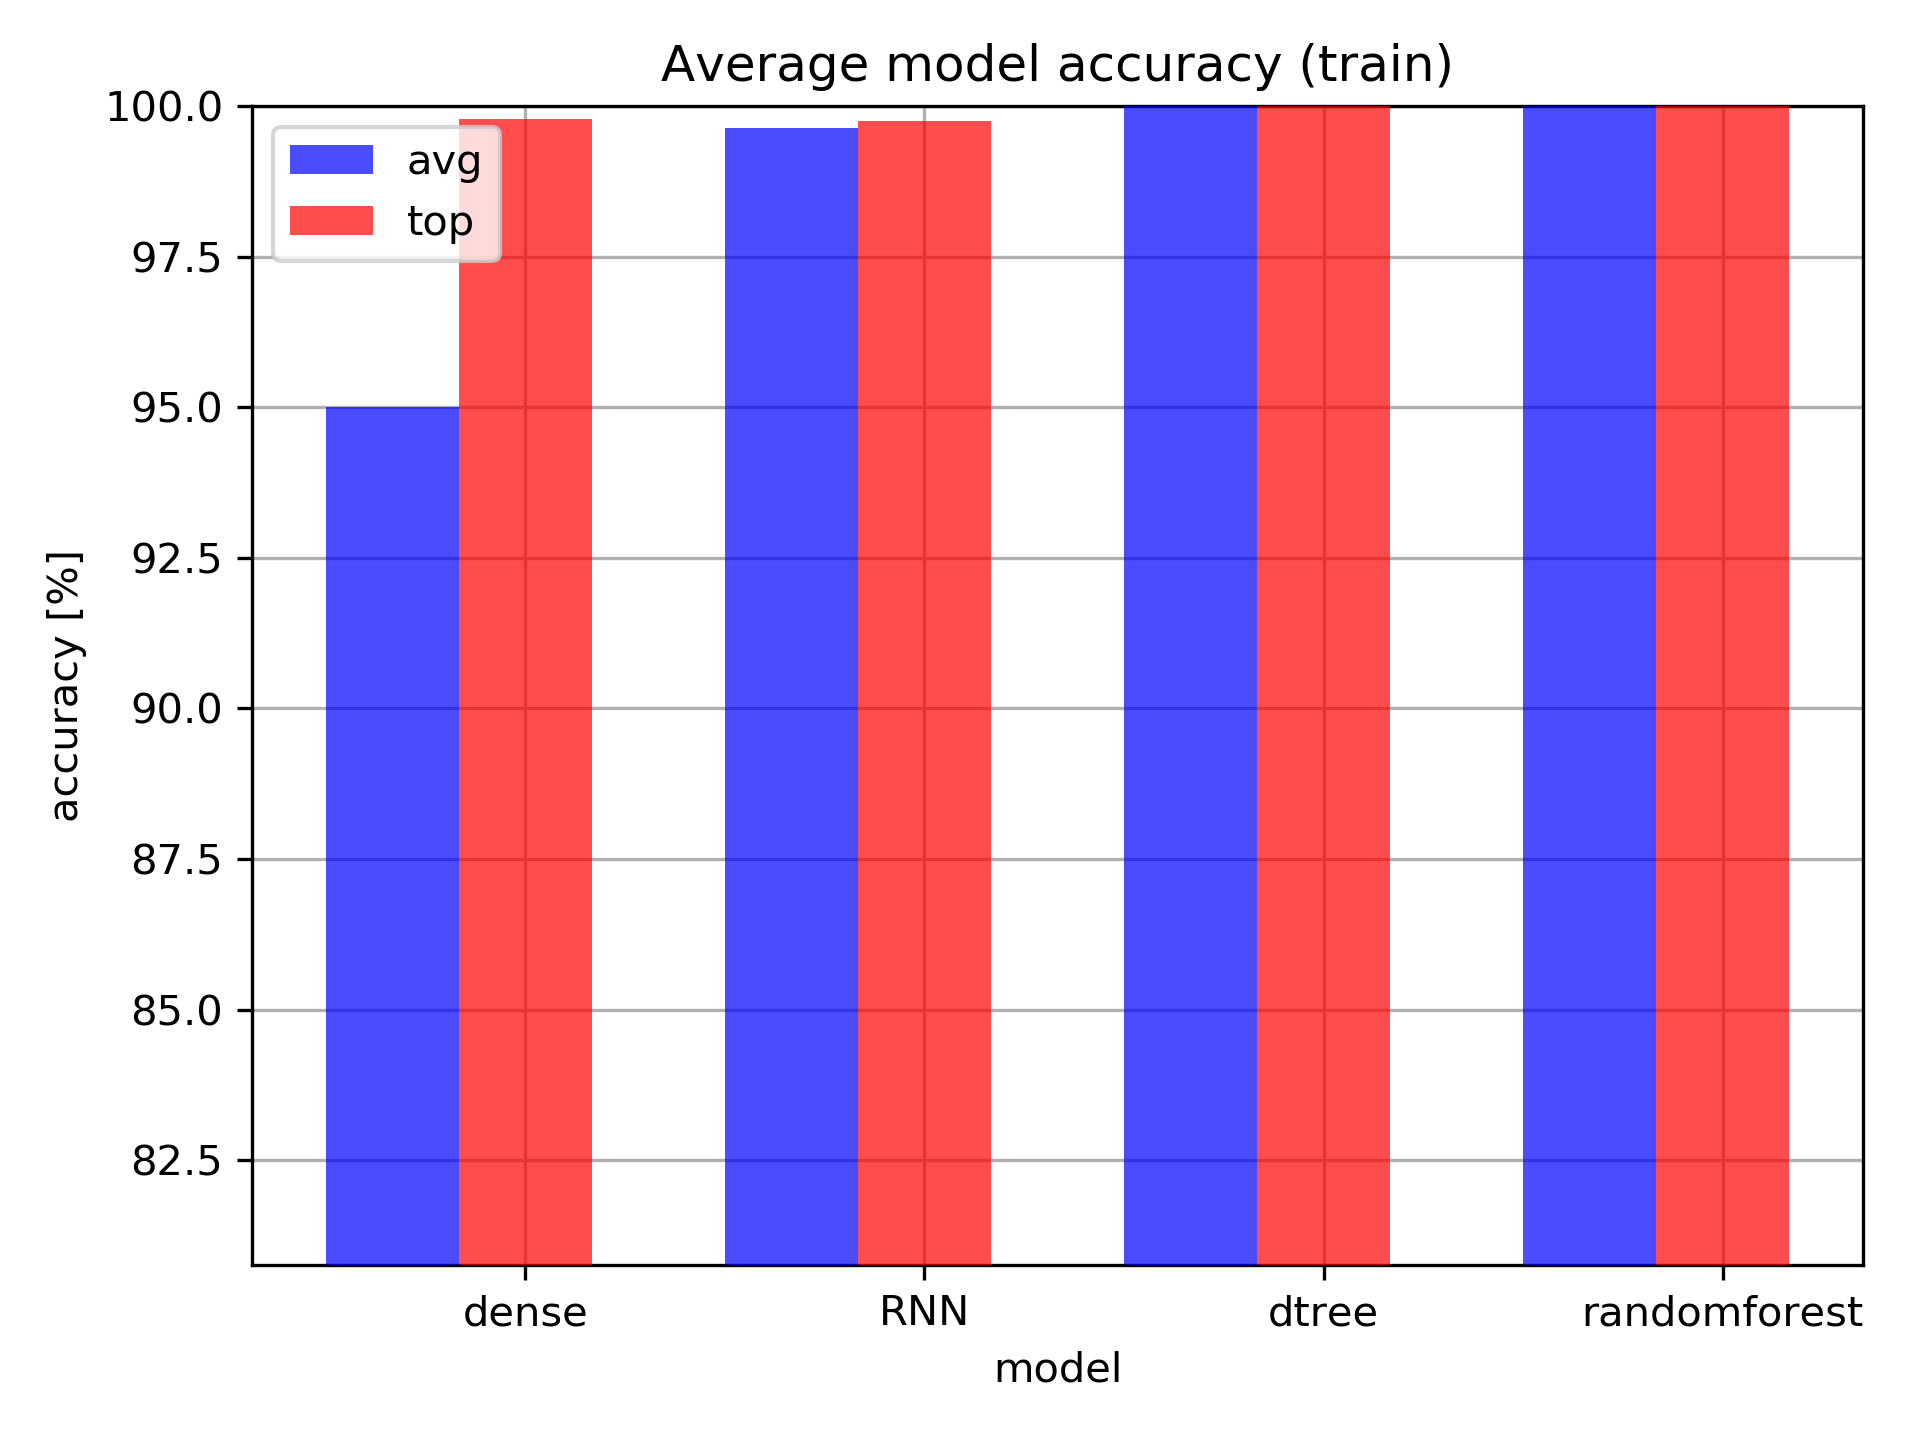 Average model accuracy (train)
100.0
97.5
95.0
92.5
90.0
87.5
85.0
82.5
accuracy [%]
avg
top
dense
RNN
dtree
randomforest
model